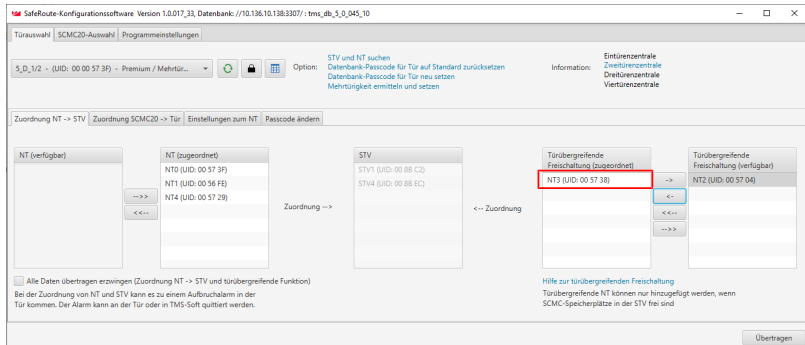 SafeRoute-Konfigurationssoftware Version 1.0.017_33, Datenbank: //10.136.10.138:3307/ : tms_db_5_0_045_10
Türauswahl SCMC20-Auswahl Programmeinstellungen
5_D_1/2 - (UID: 00 00 57 3F) - Premium / Mehrtür...
Option:
STV und NT suchen
Datenbank-Passcode für Tür auf Standard zurücksetzen
Datenbank-Passcode für Tür neu setzen
Mehrtürigkeit ermitteln und setzen
Information:
Eintürenzentrale
Zweitürenzentrale
Dreitürenzentrale
Viertürenzentrale
Zuordnung NT -> STV Zuordnung SCMC20 -> Tür Einstellungen zum NT Passcode ändern
NT (verfügbar)
-->>
<<--
NT (zugeordnet)
NT0 (UID: 00 57 3F)
NT1 (UID: 00 56 FE)
NT4 (UID: 00 57 29)
Zuordnung -->
STV
STV1 (UID: 00 8B C2)
STV4 (UID: 00 8B EC)
<-- Zuordnung
Türübergreifende
Freischaltung (zugeordnet)
NT3 (UID: 00 57 38)
->
<-
<<--
-->>
Türübergreifende
Freischaltung (verfügbar)
NT2 (UID: 00 57 04)
Alle Daten übertragen erzwingen (Zuordnung NT -> STV und türübergreifende Funktion)
Bei der Zuordnung von NT und STV kann es zu einem Aufbruchalarm in der
Tür kommen. Der Alarm kann an der Tür oder in TMS-Soft quittiert werden.
Hilfe zur türübergreifenden Freischaltung
Türübergreifende NT können nur hinzugefügt werden, wenn
SCMC-Speicherplätze in der STV frei sind
Übertragen